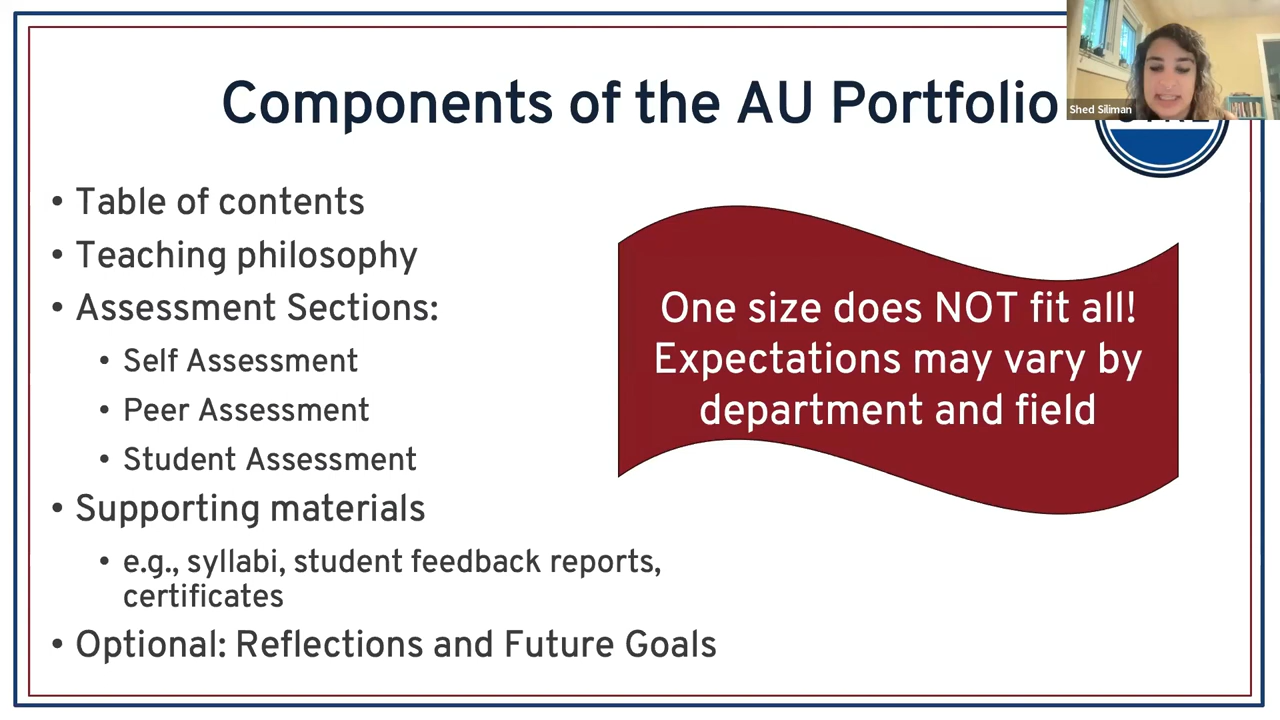 Components of the AU Portfolio
Shed Siliman
• Table of contents
• Teaching philosophy
• Assessment Sections:
• Self Assessment
• Peer Assessment
• Student Assessment
• Supporting materials
• e.g., syllabi, student feedback reports,
certificates
• Optional: Reflections and Future Goals
One size does NOT fit all!
Expectations may vary by
department and field